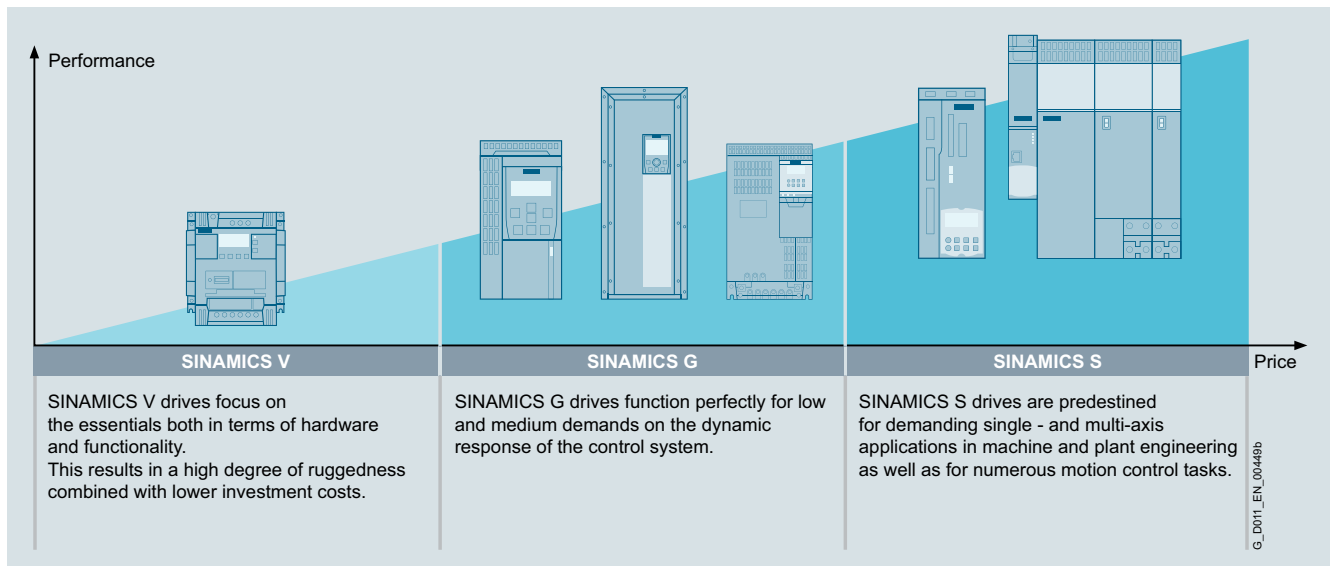 Performance
SINAMICS V
SINAMICS G
SINAMICS S
Price
SINAMICS V drives focus on
the essentials both in terms of hardware
and functionality.
This results in a high degree of ruggedness
combined with lower investment costs.
SINAMICS G drives function perfectly for low
and medium demands on the dynamic
response of the control system.
SINAMICS S drives are predestined
for demanding single - and multi-axis
applications in machine and plant engineering
as well as for numerous motion control tasks.
G_D011_EN_00449b